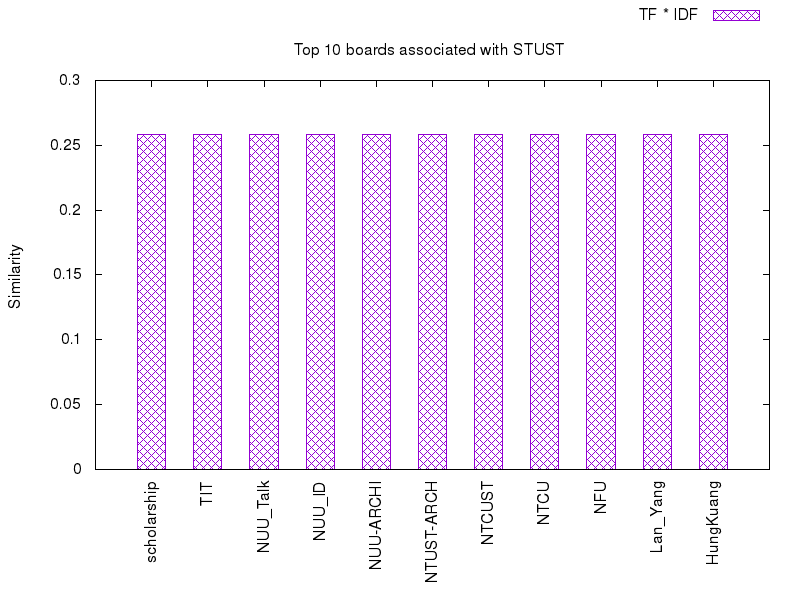 TF * IDF
Top 10 boards associated with STUST
0.3
0.25
0.2
0.15
0.1
0.05
0
Similarity
scholarship
TIT
NUU_Talk
NUU_ID
NUU-ARCHI
NTUST-ARCH
NTCUST
NTCU
NFU
Lan_Yang
HungKuang